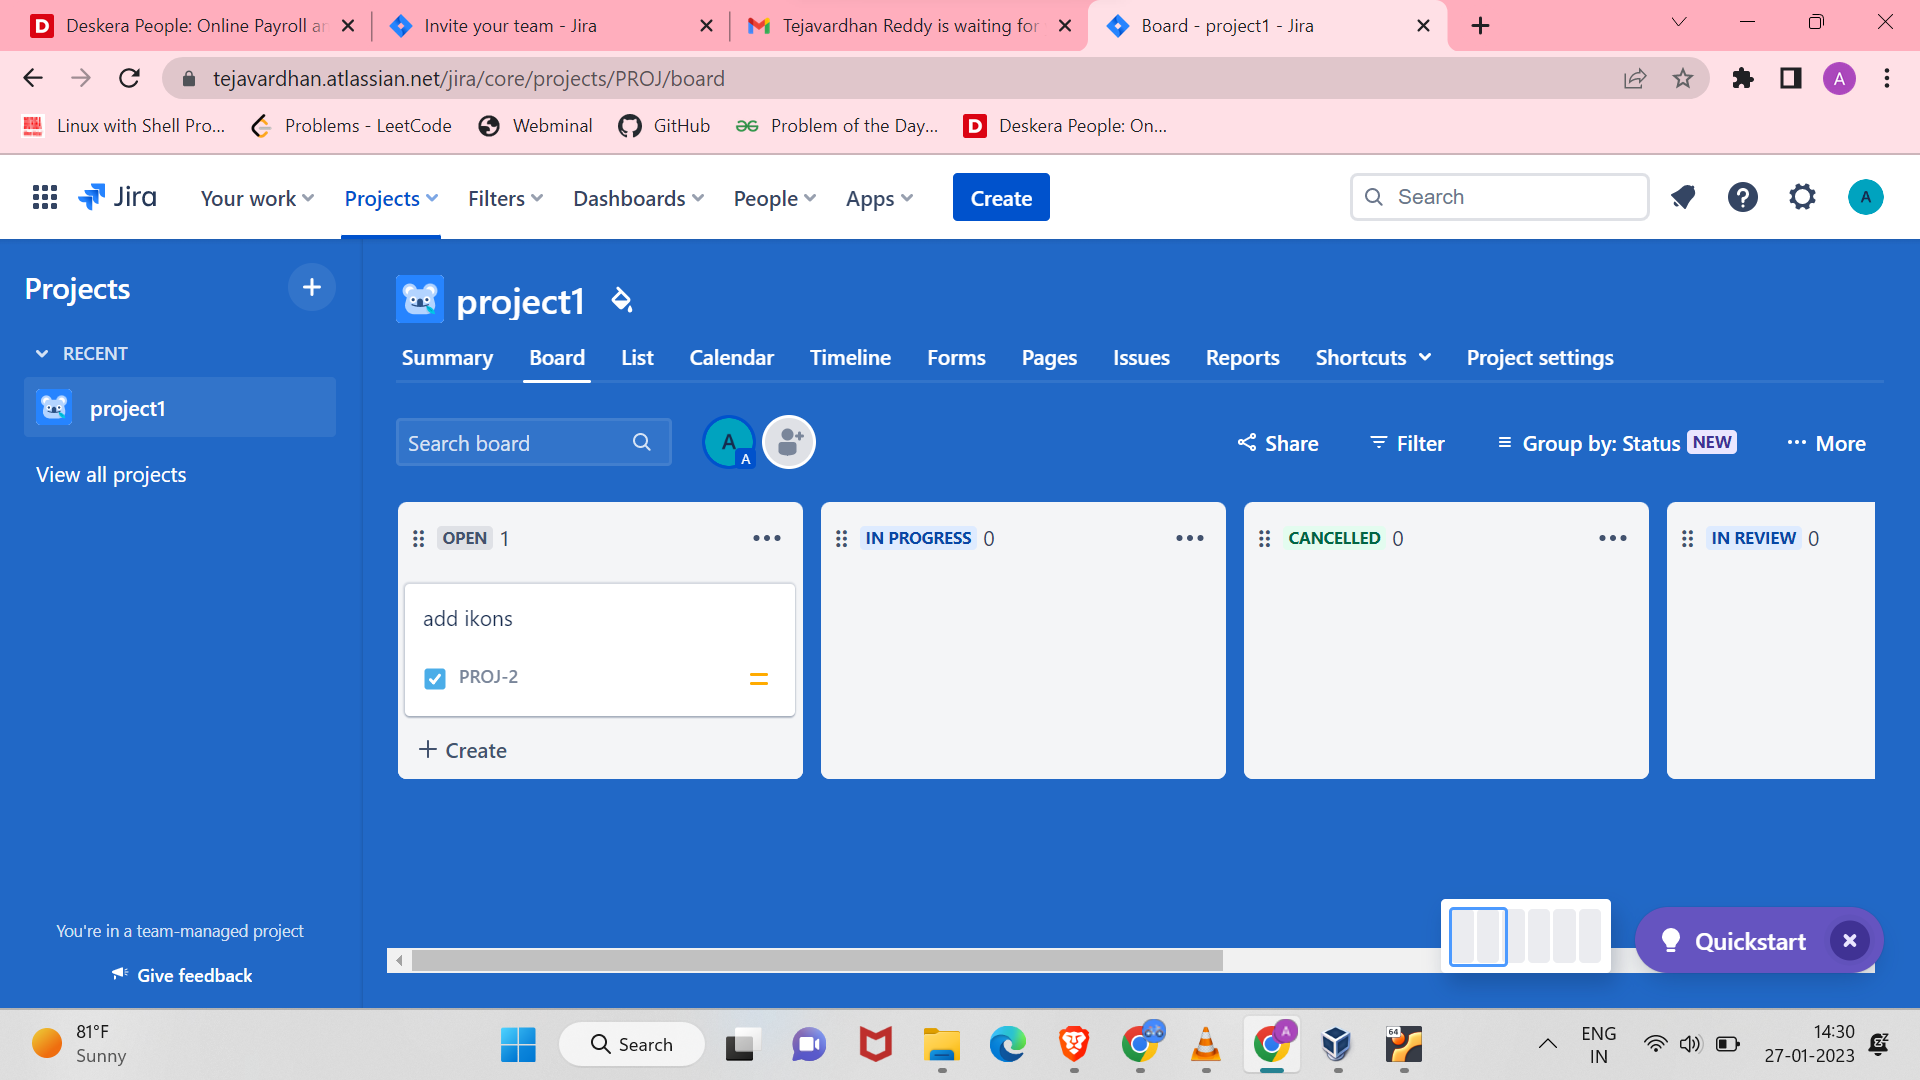 Deskera People: Online Payroll ar
Invite your team - Jira
Tejavardhan Reddy is waiting for
Board - project1 - Jira
tejavardhan.atlassian.net/jira/core/projects/PROJ/board
A
Linux with Shell Pro...
Problems - LeetCode
Webminal
GitHub
Problem of the Day...
Deskera People: On...
Jira
Your work
Projects
Filters
Dashboards
People
Apps
Create
Search
A
Projects
RECENT
project1
View all projects
project1
Summary
Board
List
Calendar
Timeline
Forms
Pages
Issues
Reports
Shortcuts
Project settings
Search board
A
A
Share
Filter
Group by: Status NEW
More
OPEN 1
IN PROGRESS 0
CANCELLED 0
IN REVIEW 0
add ikons
PROJ-2
Create
You're in a team-managed project
Give feedback
Quickstart
81°F
Sunny
Search
A
64
ENG
IN
14:30
27-01-2023